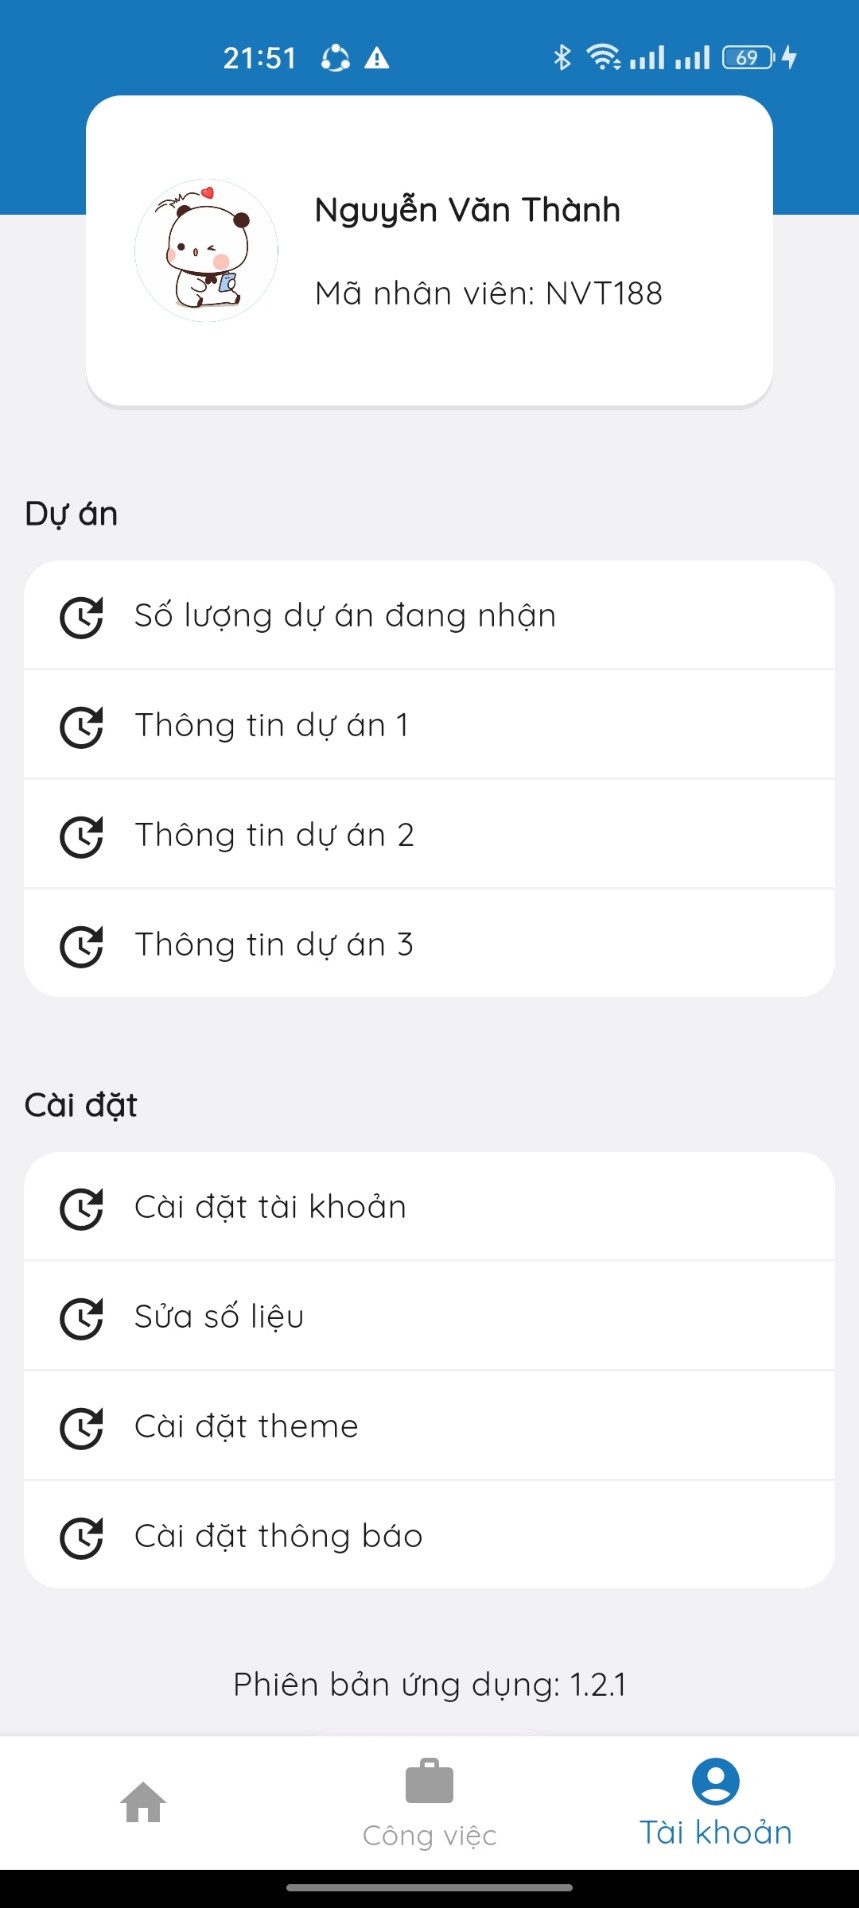 21:51
69
Nguyễn Văn Thành
Mã nhân viên: NVT188
Dự án
Số lượng dự án đang nhận
Thông tin dự án 1
Thông tin dự án 2
Thông tin dự án 3
Cài đặt
Cài đặt tài khoản
Sửa số liệu
Cài đặt theme
Cài đặt thông báo
Phiên bản ứng dụng: 1.2.1
Công việc
Tài khoản